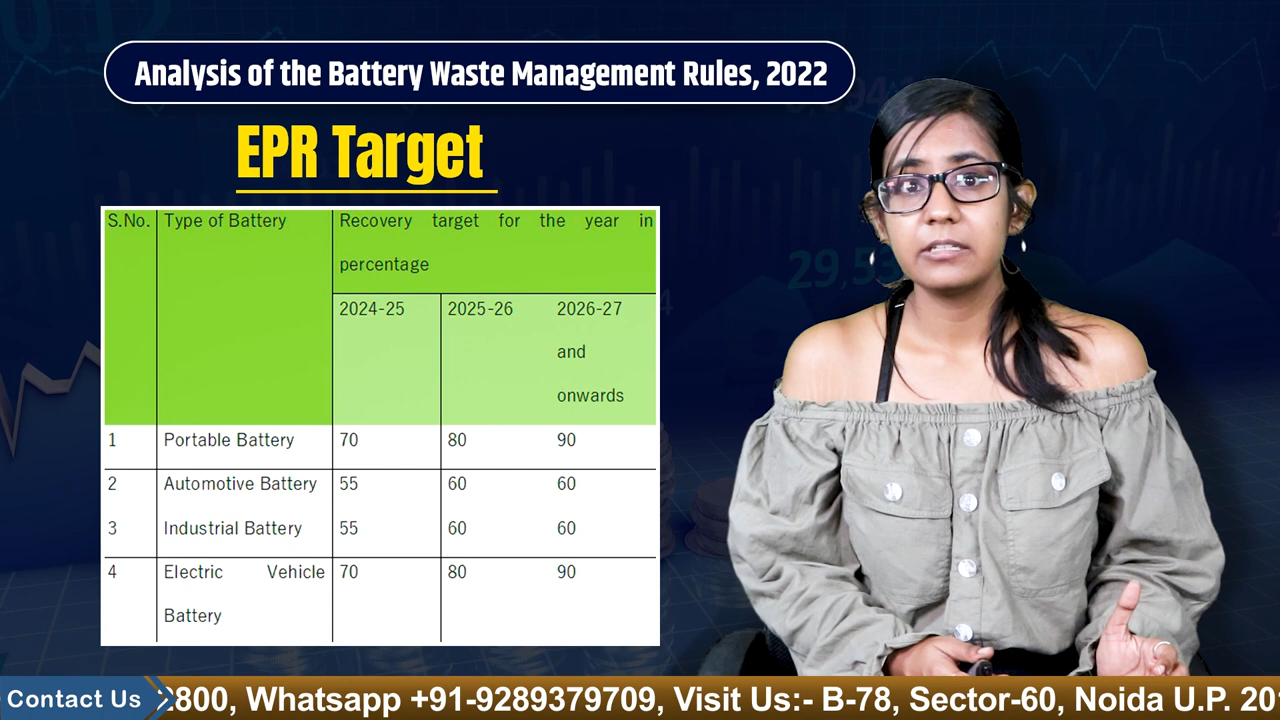 Analysis of the Battery Waste Management Rules, 2022
EPR Target
S.No. Type of Battery Recovery target for the year in
percentage
2024-25 2025-26 2026-27
and
onwards
1 Portable Battery 70 80 90
2 Automotive Battery 55 60 60
3 Industrial Battery 55 60 60
4 Electric Vehicle 70 80 90
Battery
Contact Us 2800, Whatsapp +91-9289379709, Visit Us:- B-78, Sector-60, Noida U.P.